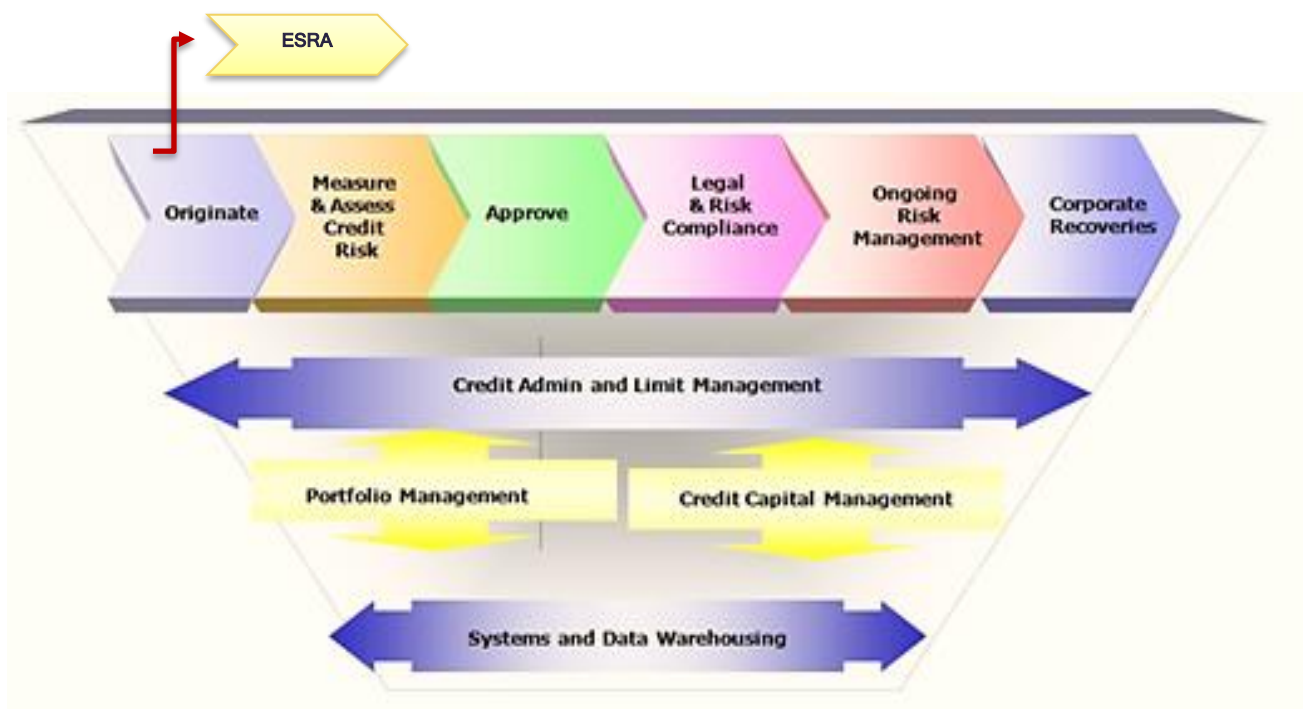 ESRA
Originate
Measure
& Assess
Credit
Risk
Approve
Legal
& Risk
Compliance
Ongoing
Risk
Management
Corporate
Recoveries
Credit Admin and Limit Management
Portfolio Management
Credit Capital Management
Systems and Data Warehousing